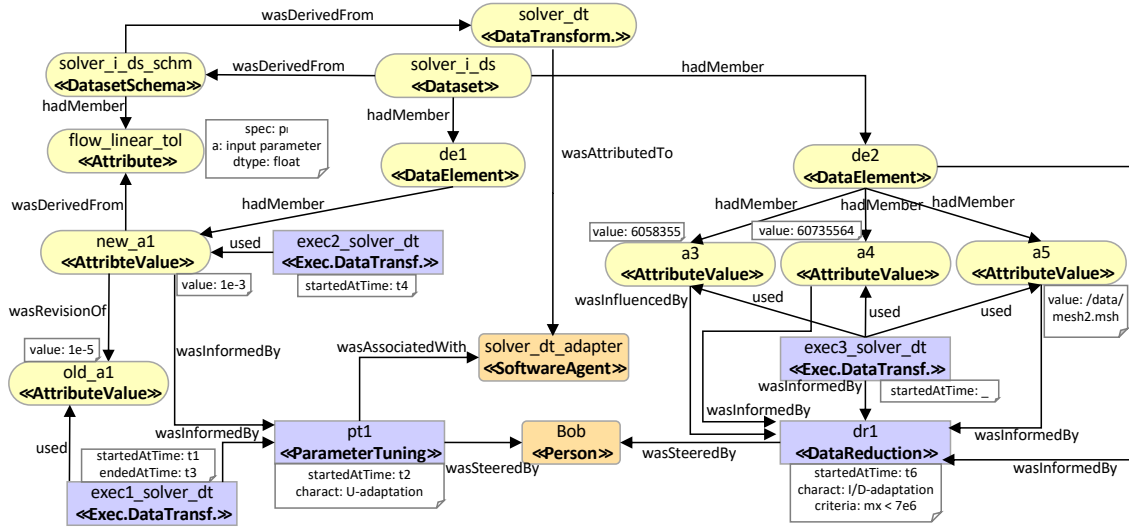 solver_dt
«DataTransform.»
wasDerivedFrom
solver_i_ds_schm
«DatasetSchema»
wasDerivedFrom
solver_i_ds
«Dataset»
hadMember
hadMember
hadMember
flow_linear_tol
«Attribute»
spec: pi
a: input parameter
dtype: float
wasAttributedTo
de1
«DataElement»
de2
«DataElement»
wasDerivedFrom
hadMember
hadMember
hadMember
hadMember
new_a1
«AttribteValue»
used
exec2_solver_dt
«Exec.DataTransf.»
value: 6058355
value: 60735564
a3
«AttributeValue»
a4
«AttributeValue»
a5
«AttributeValue»
value: 1e-3
startedAtTime: t4
wasInfluencedBy
used
used
value: /data/
mesh2.msh
wasRevisionOf
value: 1e-5
wasInformedBy
old_a1
«AttributeValue»
wasAssociatedWith
solver_dt_adapter
«SoftwareAgent»
exec3_solver_dt
«Exec.DataTransf.»
wasInformedBy
startedAtTime: _
wasInformedBy
used
wasInformedBy
pt1
«ParameterTuning»
Bob
«Person»
dr1
«DataReduction»
wasInformedBy
startedAtTime: t1
endedAtTime: t3
wasSteeredBy
wasSteeredBy
wasInformedBy
startedAtTime: t2
charact: U-adaptation
startedAtTime: t6
charact: I/D-adaptation
criteria: mx < 7e6
exec1_solver_dt
«Exec.DataTransf.»